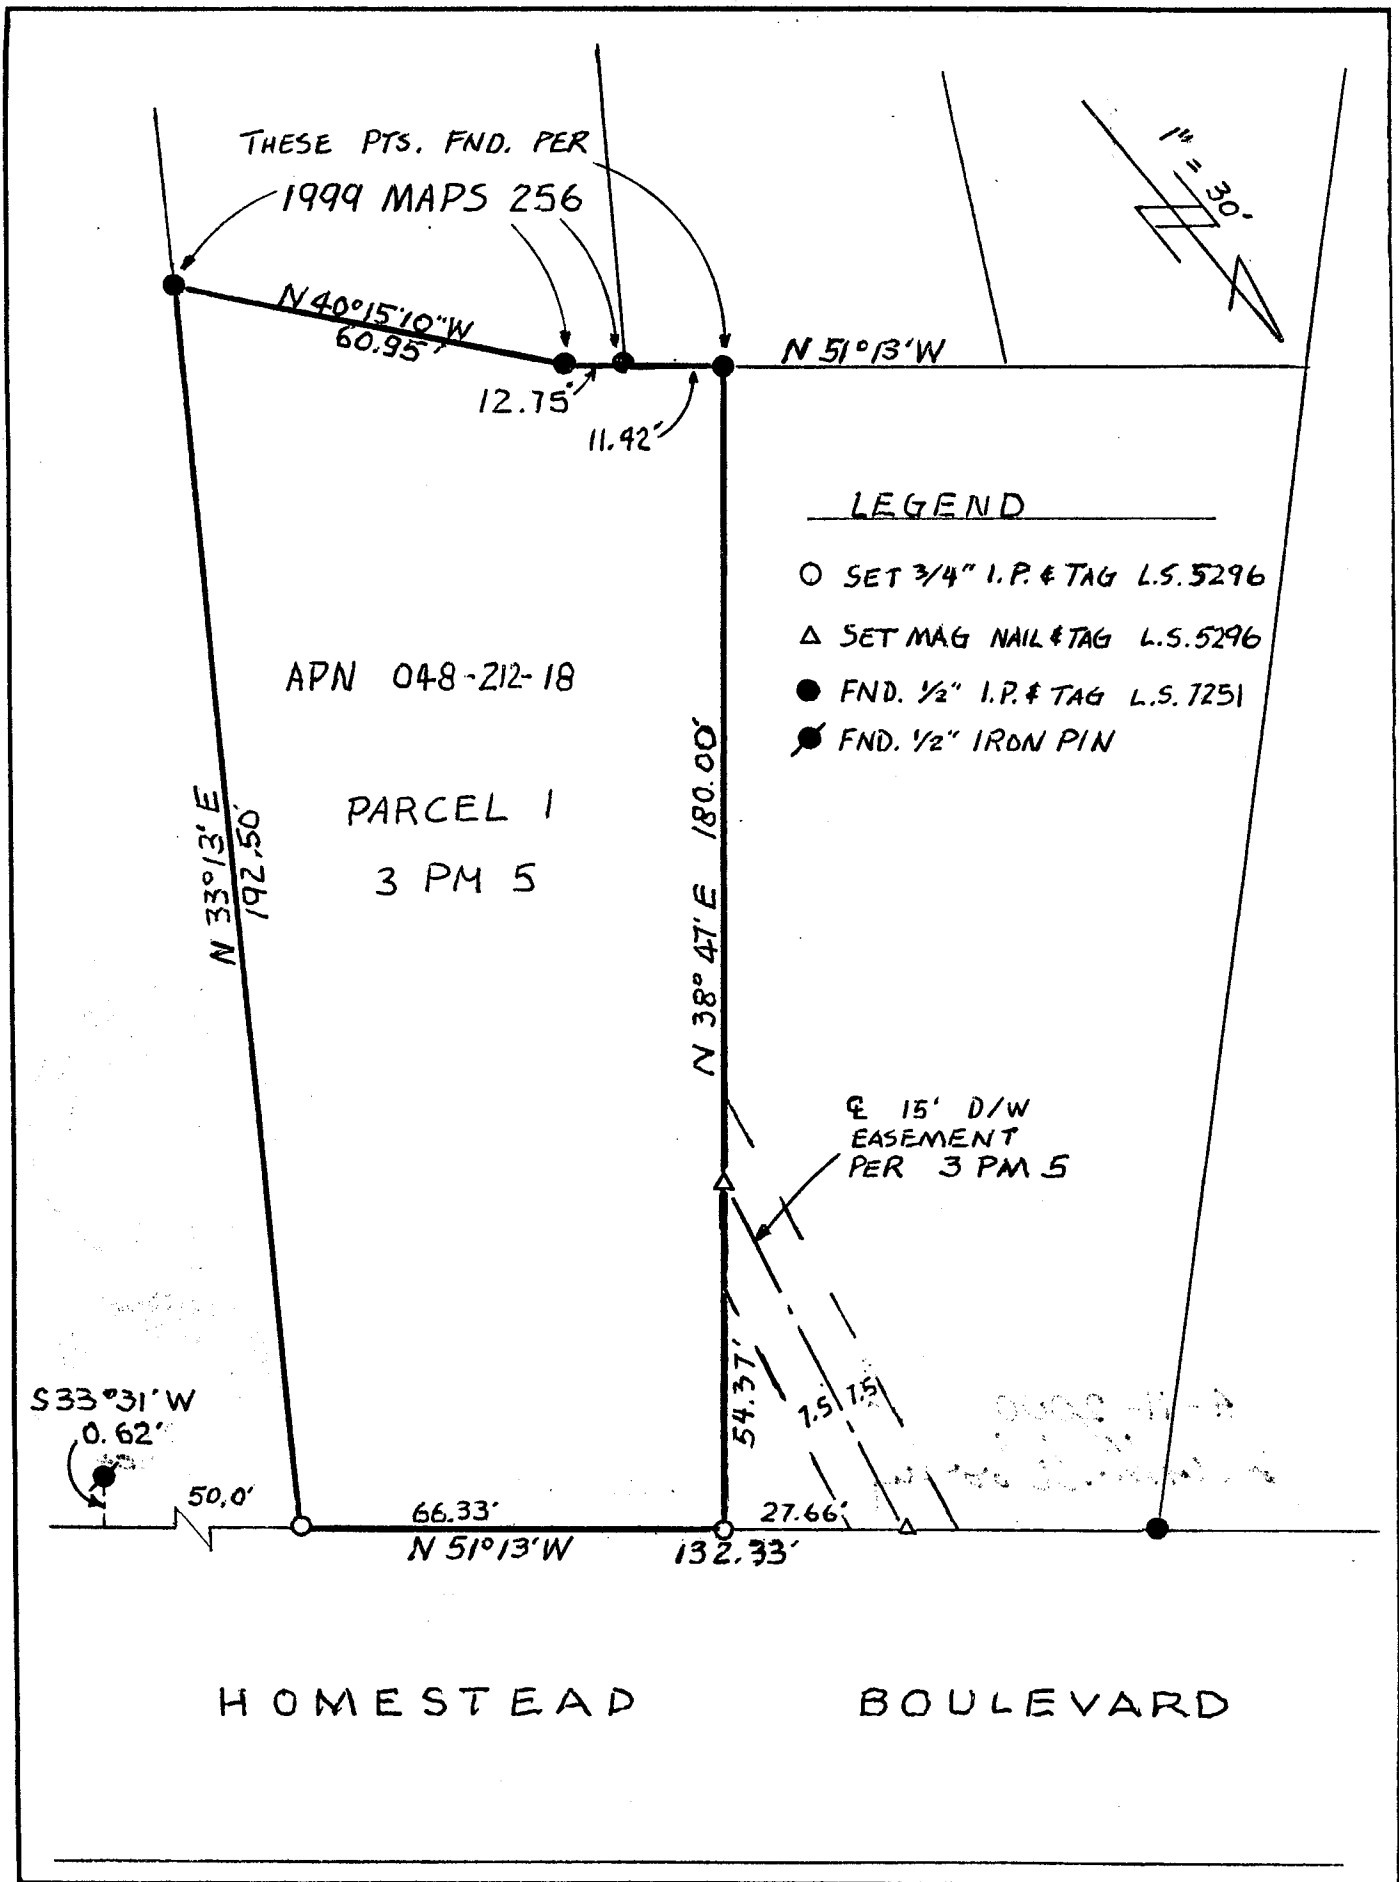 THESE PTS. FND. PER
1999 MAPS 256
1" = 30'
N 40°15'10"W
60.95'
12.75'
11.42'
N 51°13'W
LEGEND
SET 3/4" I.P. & TAG L.S. 5296
SET MAG NAIL & TAG L.S. 5296
FND. 1/2" I.P. & TAG L.S. 7251
FND. 1/2" IRON PIN
APN 048-212-18
PARCEL 1
3 PM 5
N 33°13' E
192.50'
N 38°47' E 180.00'
℄ 15' D/W
EASEMENT
PER 3 PM 5
54.37'
7.5
7.5
S 33°31' W
0.62'
50.0'
66.33'
N 51°13'W
27.66'
132.33'
HOMESTEAD BOULEVARD